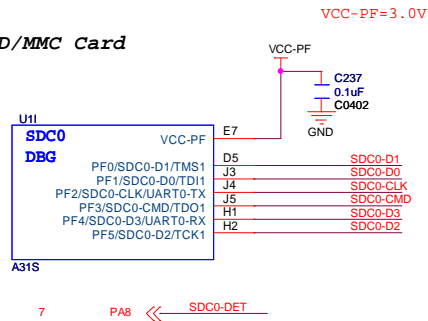 VCC-PF=3.0V
D/MMC Card
VCC-PF
C237
0.1uF
C0402
GND
U1I
SDC0
DBG
VCC-PF E7
PF0/SDC0-D1/TMS1 D5 SDC0-D1
PF1/SDC0-D0/TDI1 J3 SDC0-D0
PF2/SDC0-CLK/UART0-TX J4 SDC0-CLK
PF3/SDC0-CMD/TDO1 J5 SDC0-CMD
PF4/SDC0-D3/UART0-RX H1 SDC0-D3
PF5/SDC0-D2/TCK1 H2 SDC0-D2
A31S
7 PA8 SDC0-DET